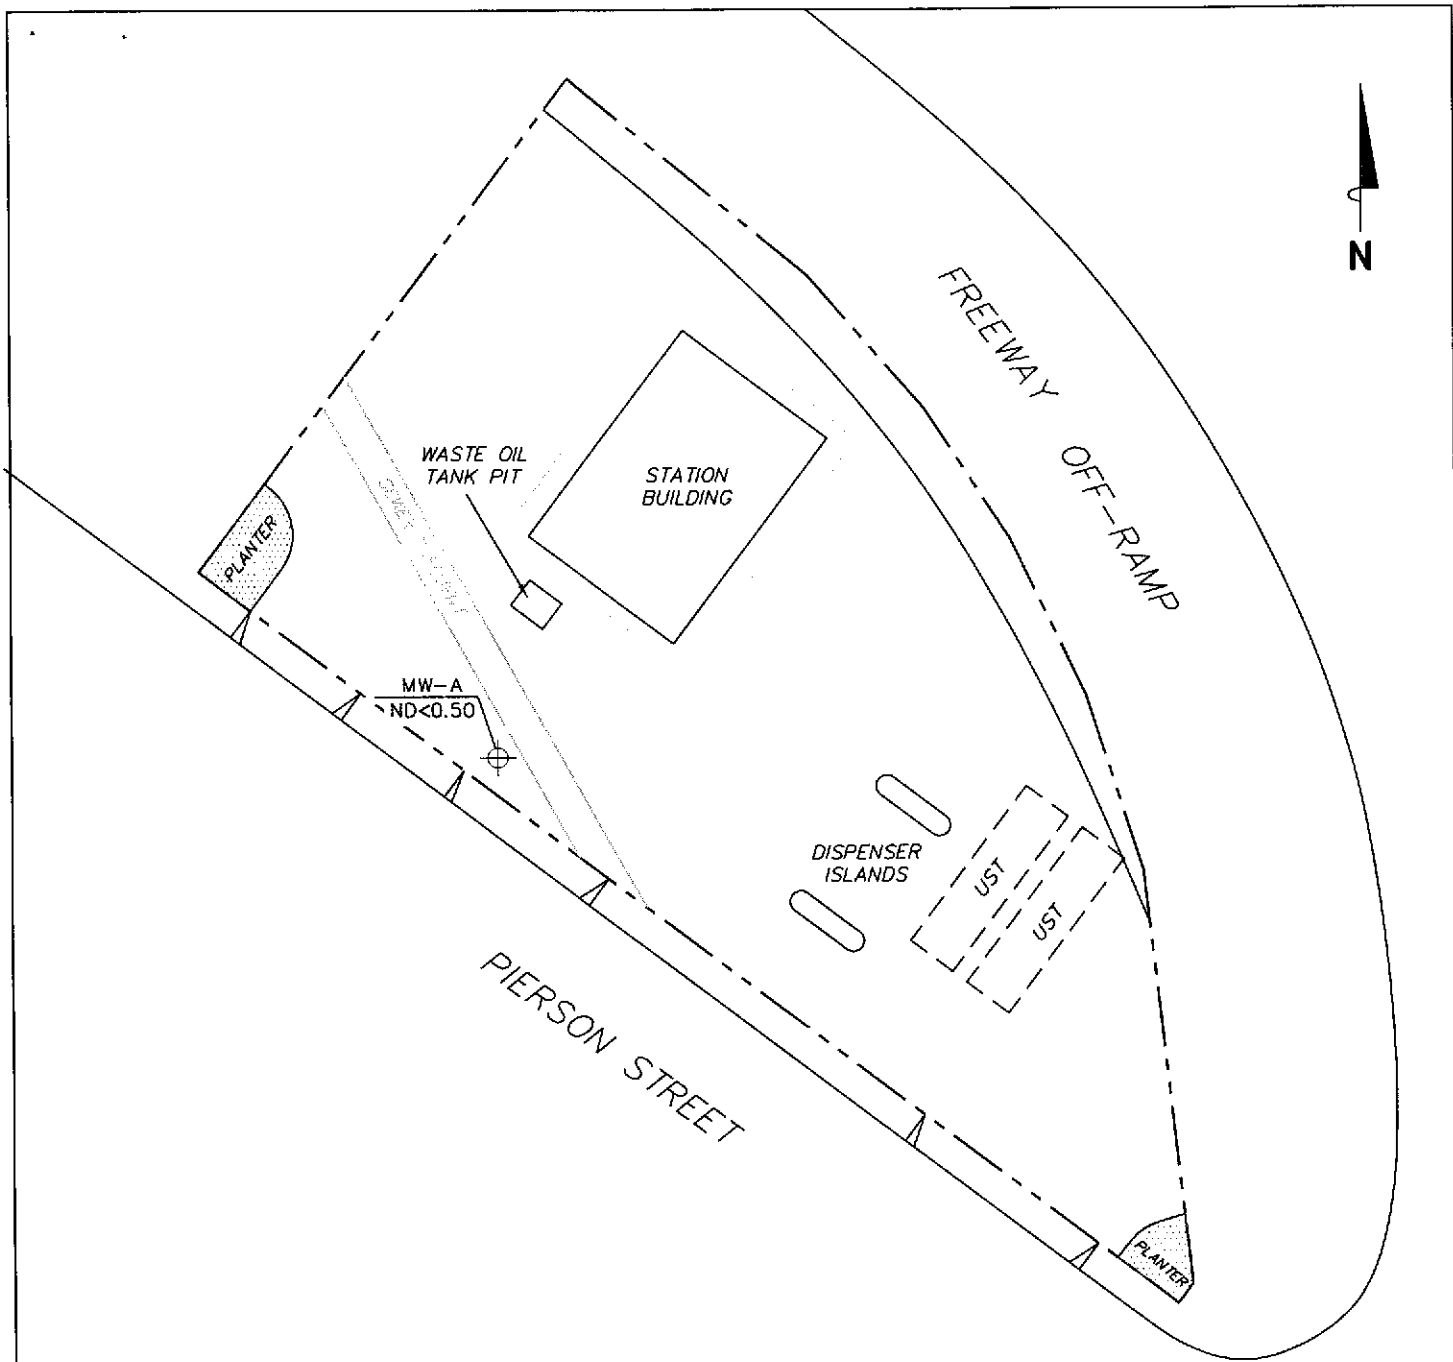 N
FREEWAY OFF-RAMP
WASTE OIL
TANK PIT
STATION
BUILDING
PLANTER
MW-A
ND<0.50
DISPENSER
ISLANDS
UST
UST
PIERSON STREET
PLANTER